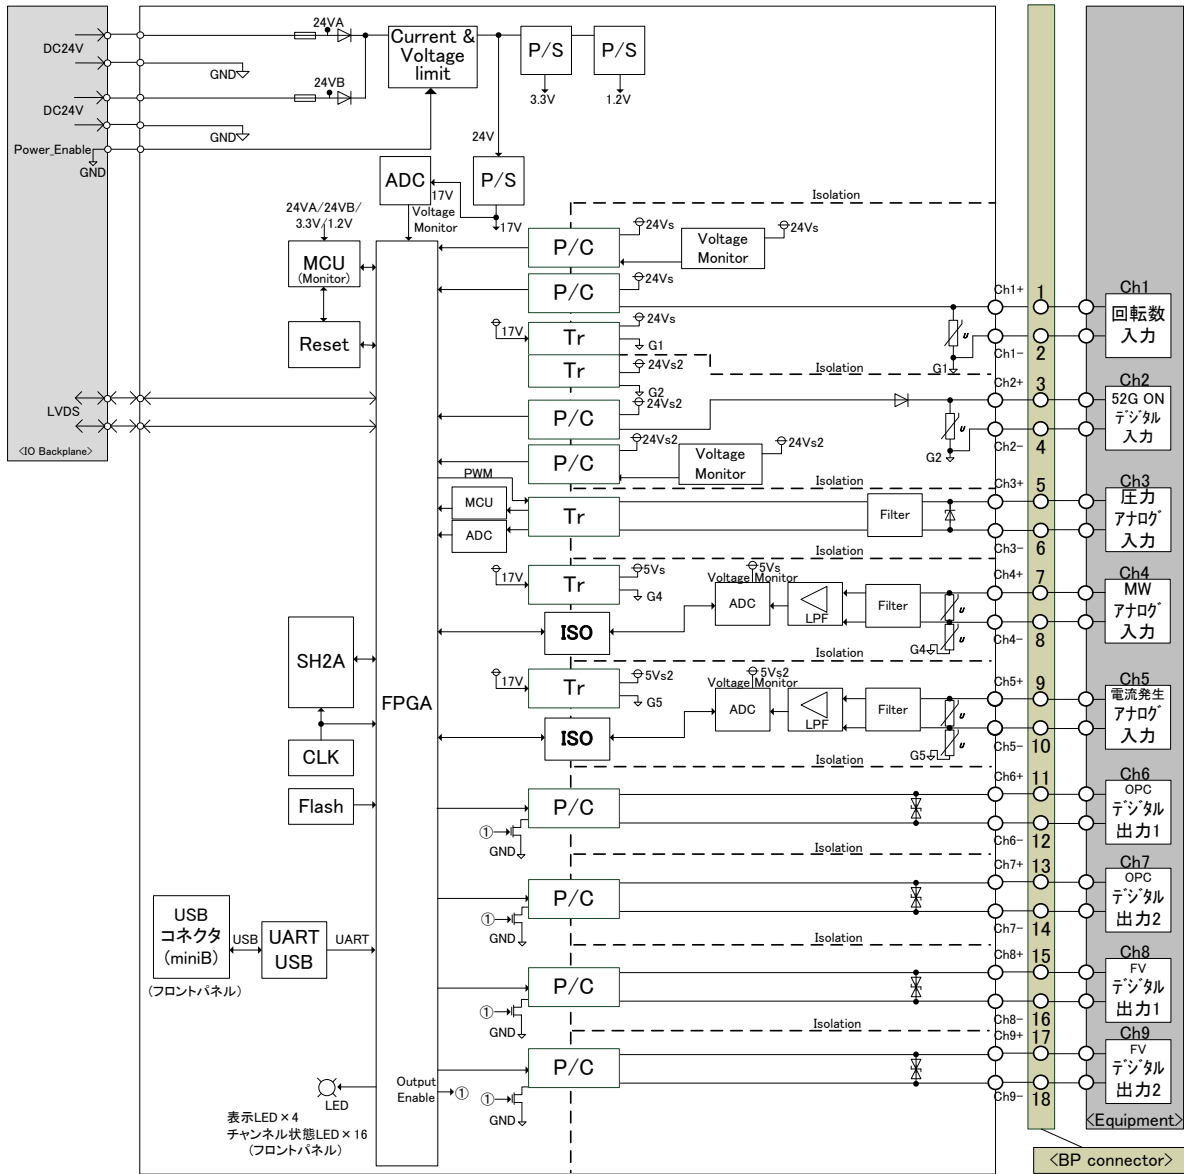 DC24V
24VA
GND
DC24V
24VB
GND
Power_Enable
GND
Current &
Voltage
limit
P/S
P/S
3.3V
1.2V
24V
P/S
ADC
17V
Voltage
Monitor
17V
24VA/24VB/
3.3V/1.2V
MCU
(Monitor)
Reset
LVDS
<IO Backplane>
Isolation
P/C
24Vs
Voltage
Monitor
24Vs
P/C
24Vs
17V
Tr
24Vs
G1
Tr
24Vs2
G2
Isolation
P/C
24Vs2
P/C
24Vs2
Voltage
Monitor
24Vs2
Isolation
PWM
MCU
ADC
Tr
Filter
Isolation
17V
Tr
5Vs
G4
ISO
5Vs
Voltage Monitor
ADC
LPF
Filter
G4
Isolation
17V
Tr
5Vs2
G5
ISO
5Vs2
Voltage Monitor
ADC
LPF
Filter
G5
Isolation
SH2A
FPGA
CLK
Flash
P/C
①
GND
Isolation
P/C
①
GND
Isolation
P/C
①
GND
Isolation
P/C
①
GND
USB
コネクタ
(miniB)
(フロントパネル)
USB
UART
USB
UART
LED
表示LED×4
チャンネル状態LED×16
(フロントパネル)
Output
Enable
①
G1
G2
Ch1+ 1
Ch1- 2
Ch2+ 3
Ch2- 4
Ch3+ 5
Ch3- 6
Ch4+ 7
Ch4- 8
Ch5+ 9
Ch5- 10
Ch6+ 11
Ch6- 12
Ch7+ 13
Ch7- 14
Ch8+ 15
Ch8- 16
Ch9+ 17
Ch9- 18
Ch1
回転数
入力
Ch2
52G ON
デジタル
入力
Ch3
圧力
アナログ
入力
Ch4
MW
アナログ
入力
Ch5
電流発生
アナログ
入力
Ch6
OPC
デジタル
出力1
Ch7
OPC
デジタル
出力2
Ch8
FV
デジタル
出力1
Ch9
FV
デジタル
出力2
<Equipment>
<BP connector>